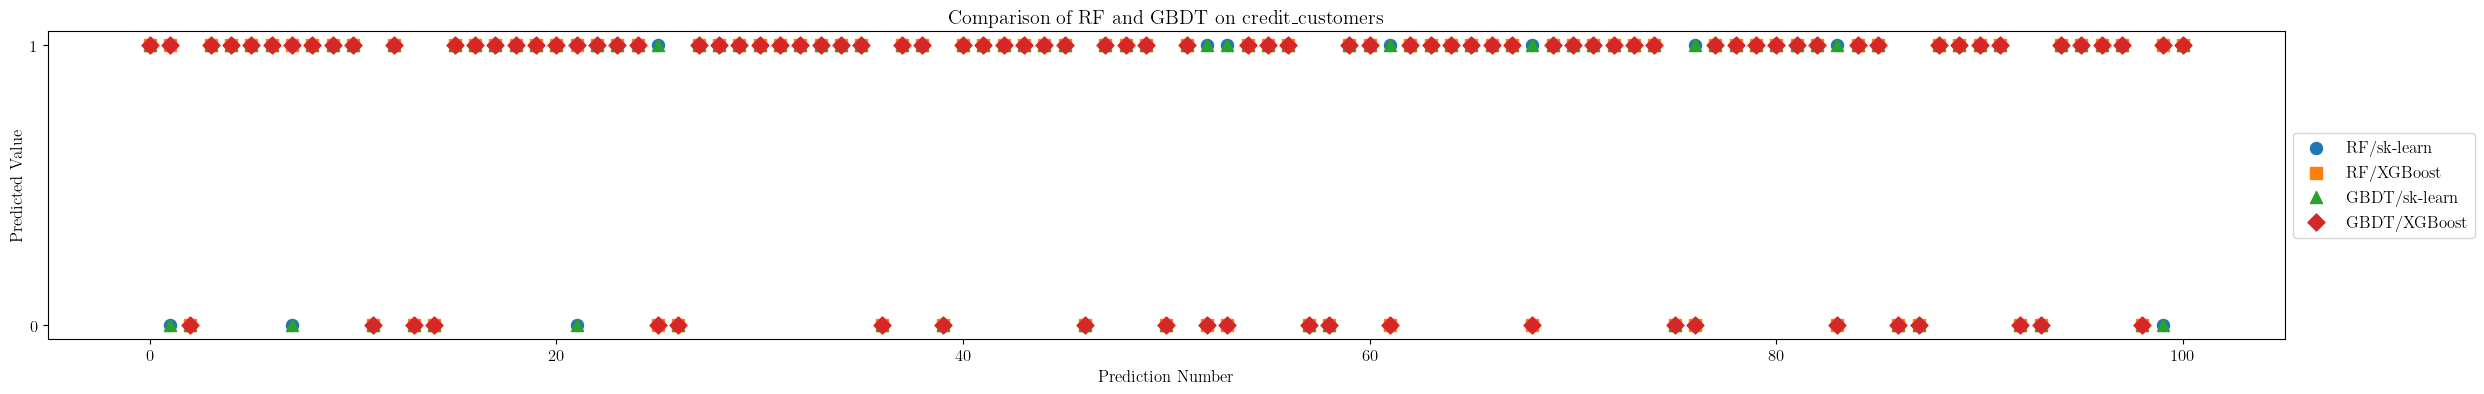 Comparison of RF and GBDT on credit_customers
1
0
Predicted Value
0 20 40 60 80 100
Prediction Number
RF/sk-learn
RF/XGBoost
GBDT/sk-learn
GBDT/XGBoost